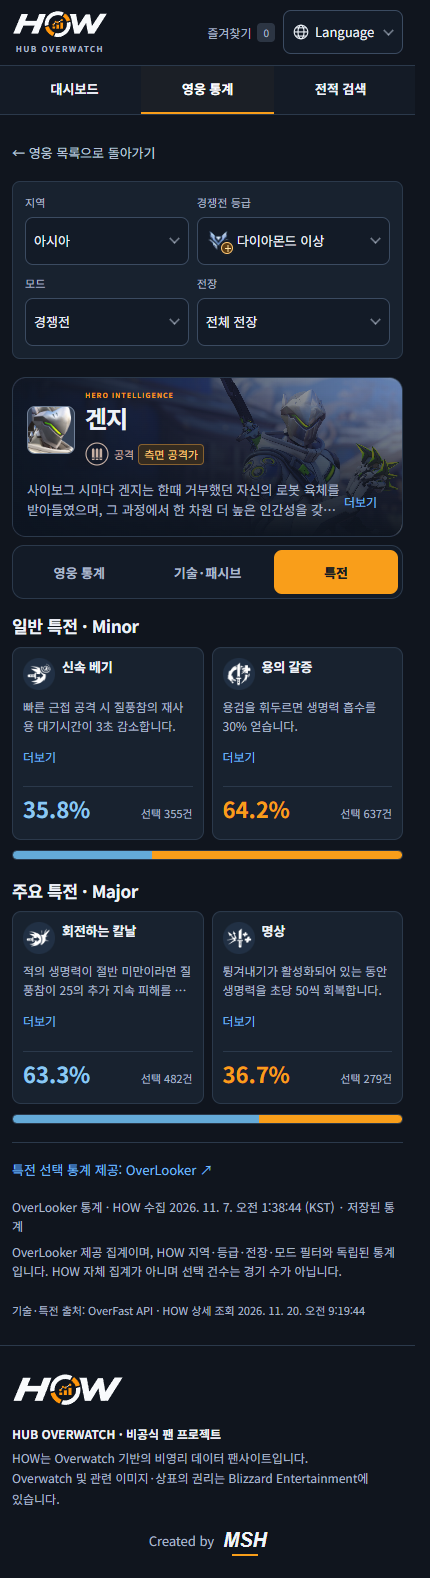 HOW
HUB OVERWATCH
즐겨찾기 0
Language
대시보드
영웅 통계
전적 검색
← 영웅 목록으로 돌아가기
지역
경쟁전 등급
아시아
다이아몬드 이상
모드
전장
경쟁전
전체 전장
HERO INTELLIGENCE
겐지
공격 측면 공격가
사이보그 시마다 겐지는 한때 거부했던 자신의 로봇 육체를
받아들였으며, 그 과정에서 한 차원 더 높은 인간성을 갖…
더보기
영웅 통계
기술·패시브
특전
일반 특전 · Minor
신속 베기
빠른 근접 공격 시 질풍참의 재사
용 대기시간이 3초 감소합니다.
더보기
35.8%
선택 355건
용의 갈증
용검을 휘두르면 생명력 흡수를
30% 얻습니다.
더보기
64.2%
선택 637건
주요 특전 · Major
회전하는 칼날
적의 생명력이 절반 미만이라면 질
풍참이 25의 추가 지속 피해를 …
더보기
63.3%
선택 482건
명상
튕겨내기가 활성화되어 있는 동안
생명력을 초당 50씩 회복합니다.
더보기
36.7%
선택 279건
특전 선택 통계 제공: OverLooker ↗
OverLooker 통계 · HOW 수집 2026. 11. 7. 오전 1:38:44 (KST) · 저장된 통
계
OverLooker 제공 집계이며, HOW 지역·등급·전장·모드 필터와 독립된 통계
입니다. HOW 자체 집계가 아니며 선택 건수는 경기 수가 아닙니다.
기술·특전 출처: OverFast API · HOW 상세 조회 2026. 11. 20. 오전 9:19:44
HOW
HUB OVERWATCH · 비공식 팬 프로젝트
HOW는 Overwatch 기반의 비영리 데이터 팬사이트입니다.
Overwatch 및 관련 이미지·상표의 권리는 Blizzard Entertainment에
있습니다.
Created by MSH